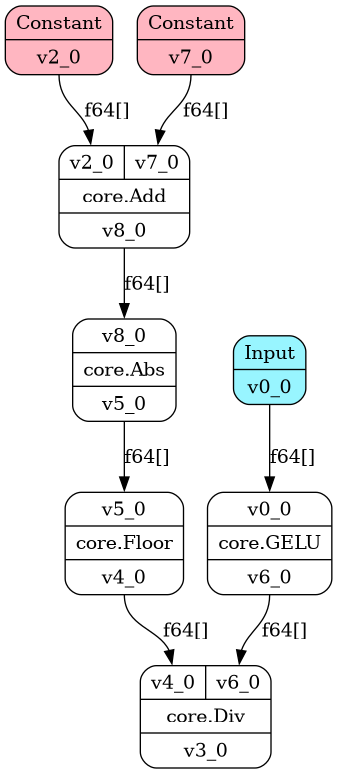 Constant
v2_0
Constant
v7_0
f64[]
f64[]
v2_0 v7_0
core.Add
v8_0
f64[]
v8_0
core.Abs
v5_0
Input
v0_0
f64[]
f64[]
v5_0
core.Floor
v4_0
v0_0
core.GELU
v6_0
f64[]
f64[]
v4_0 v6_0
core.Div
v3_0